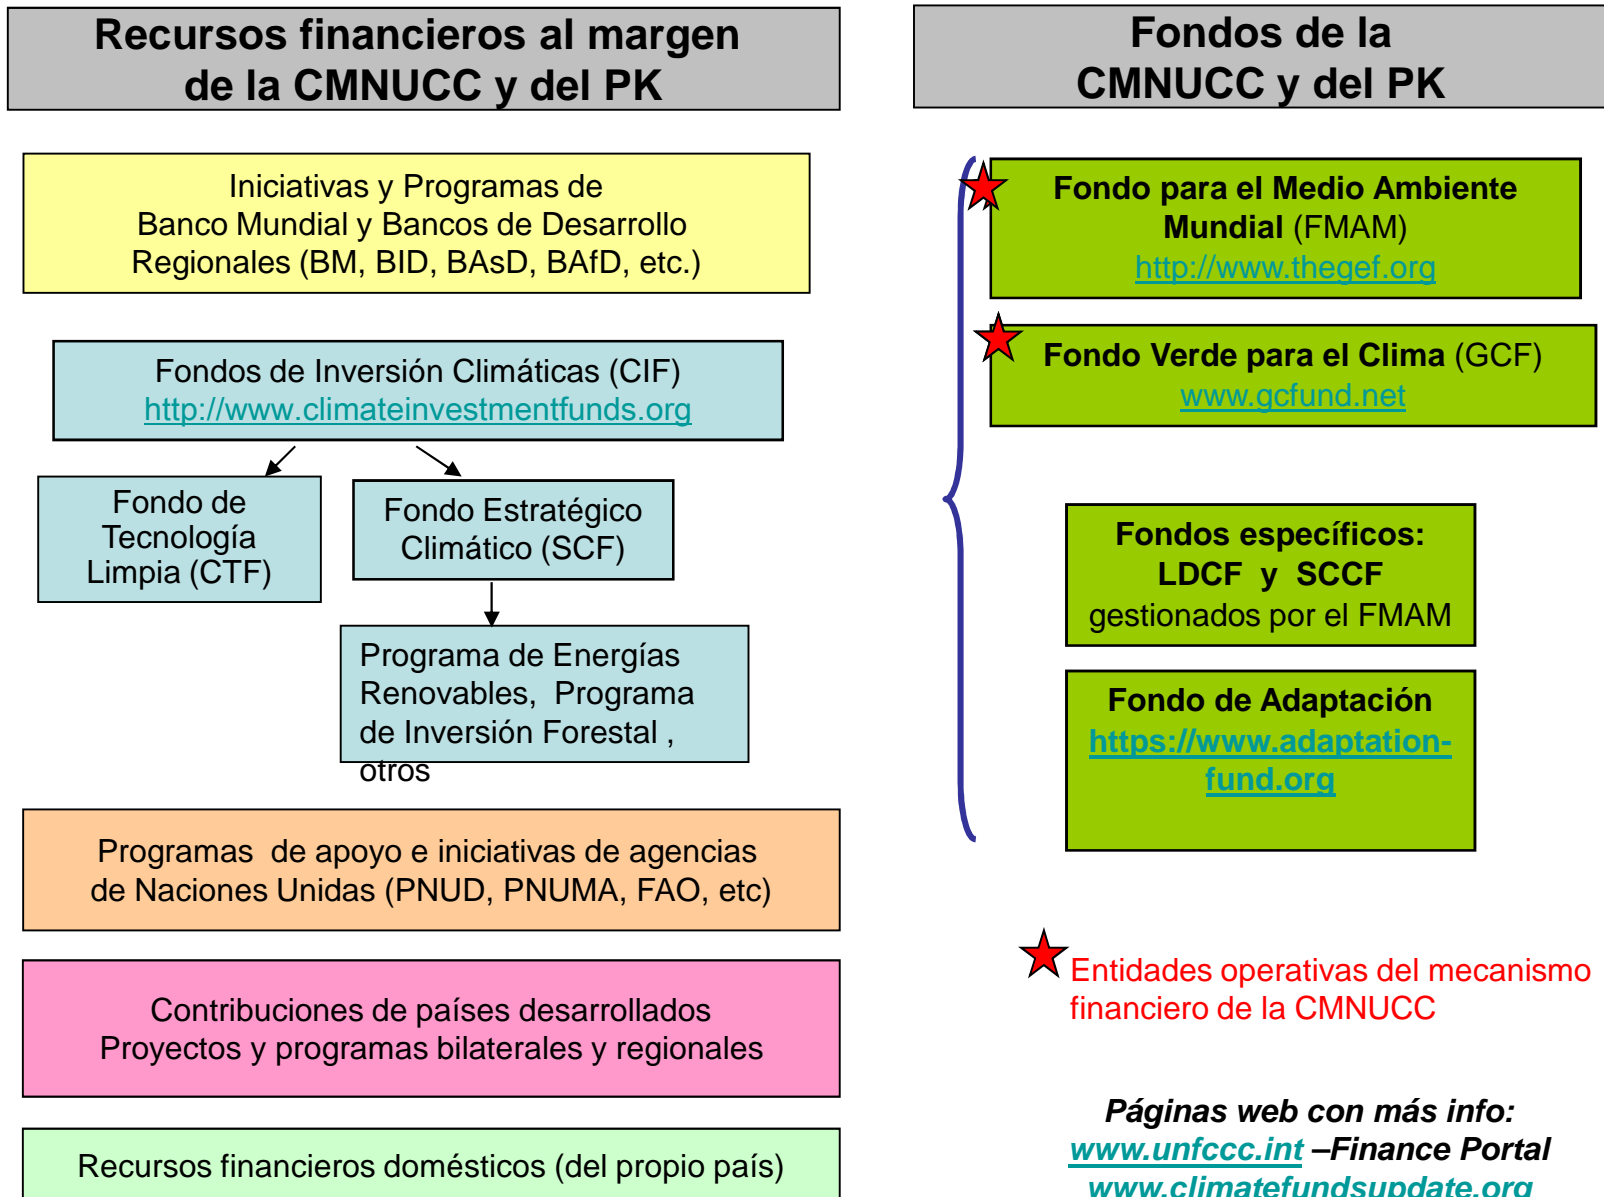 Recursos financieros al margen
de la CMNUCC y del PK
Iniciativas y Programas de
Banco Mundial y Bancos de Desarrollo
Regionales (BM, BID, BAsD, BAfD, etc.)
Fondos de Inversión Climáticas (CIF)
http://www.climateinvestmentfunds.org
Fondo de
Tecnología
Limpia (CTF)
Fondo Estratégico
Climático (SCF)
Programa de Energías
Renovables, Programa
de Inversión Forestal ,
otros
Programas de apoyo e iniciativas de agencias
de Naciones Unidas (PNUD, PNUMA, FAO, etc)
Contribuciones de países desarrollados
Proyectos y programas bilaterales y regionales
Recursos financieros domésticos (del propio país)
Fondos de la
CMNUCC y del PK
Fondo para el Medio Ambiente
Mundial (FMAM)
http://www.thegef.org
Fondo Verde para el Clima (GCF)
www.gcfund.net
Fondos específicos:
LDCF y SCCF
gestionados por el FMAM
Fondo de Adaptación
https://www.adaptation-
fund.org
Entidades operativas del mecanismo
financiero de la CMNUCC
Páginas web con más info:
www.unfccc.int –Finance Portal
www.climatefundsupdate.org